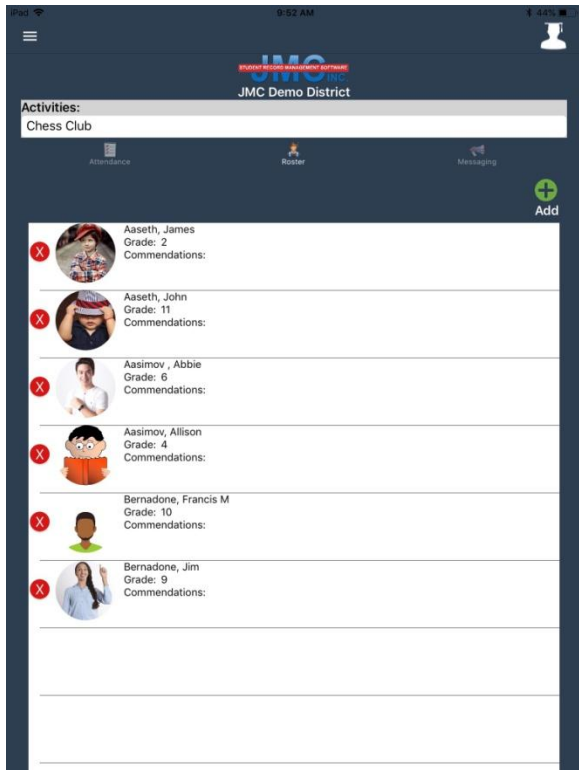 iPad 9:52 AM 44%
STUDENT RECORD MANAGEMENT SOFTWARE
JMC INC.
JMC Demo District
Activities:
Chess Club
Attendance Roster Messaging
Add
X
Aaseth, James
Grade: 2
Commendations:
X
Aaseth, John
Grade: 11
Commendations:
X
Aasimov , Abbie
Grade: 6
Commendations:
X
Aasimov, Allison
Grade: 4
Commendations:
X
Bernadone, Francis M
Grade: 10
Commendations:
X
Bernadone, Jim
Grade: 9
Commendations: